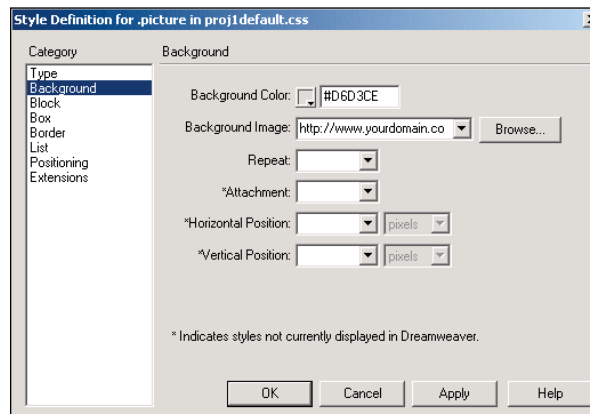 Style Definition for .picture in proj1default.css
Category
Type
Background
Block
Box
Border
List
Positioning
Extensions
Background
Background Color: #D6D3CE
Background Image: http://www.yourdomain.co Browse...
Repeat:
*Attachment:
*Horizontal Position: pixels
*Vertical Position: pixels
* Indicates styles not currently displayed in Dreamweaver.
OK Cancel Apply Help